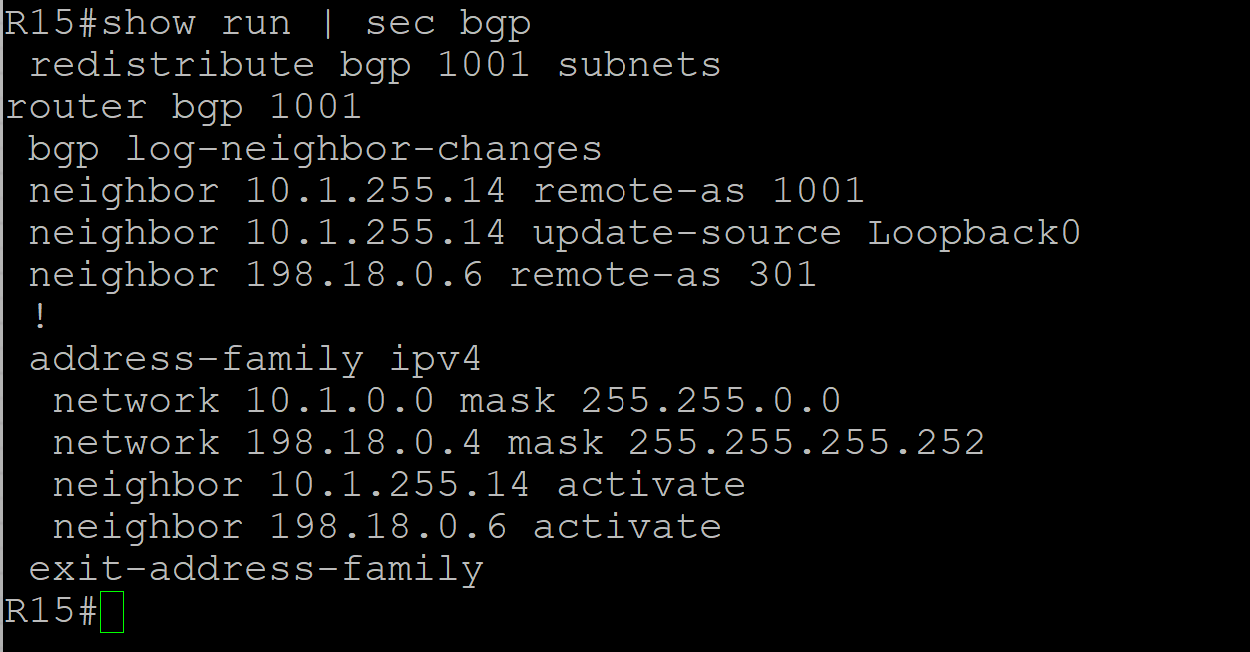 R15#show run | sec bgp
 redistribute bgp 1001 subnets
router bgp 1001
 bgp log-neighbor-changes
 neighbor 10.1.255.14 remote-as 1001
 neighbor 10.1.255.14 update-source Loopback0
 neighbor 198.18.0.6 remote-as 301
 !
 address-family ipv4
  network 10.1.0.0 mask 255.255.0.0
  network 198.18.0.4 mask 255.255.255.252
  neighbor 10.1.255.14 activate
  neighbor 198.18.0.6 activate
 exit-address-family
R15#